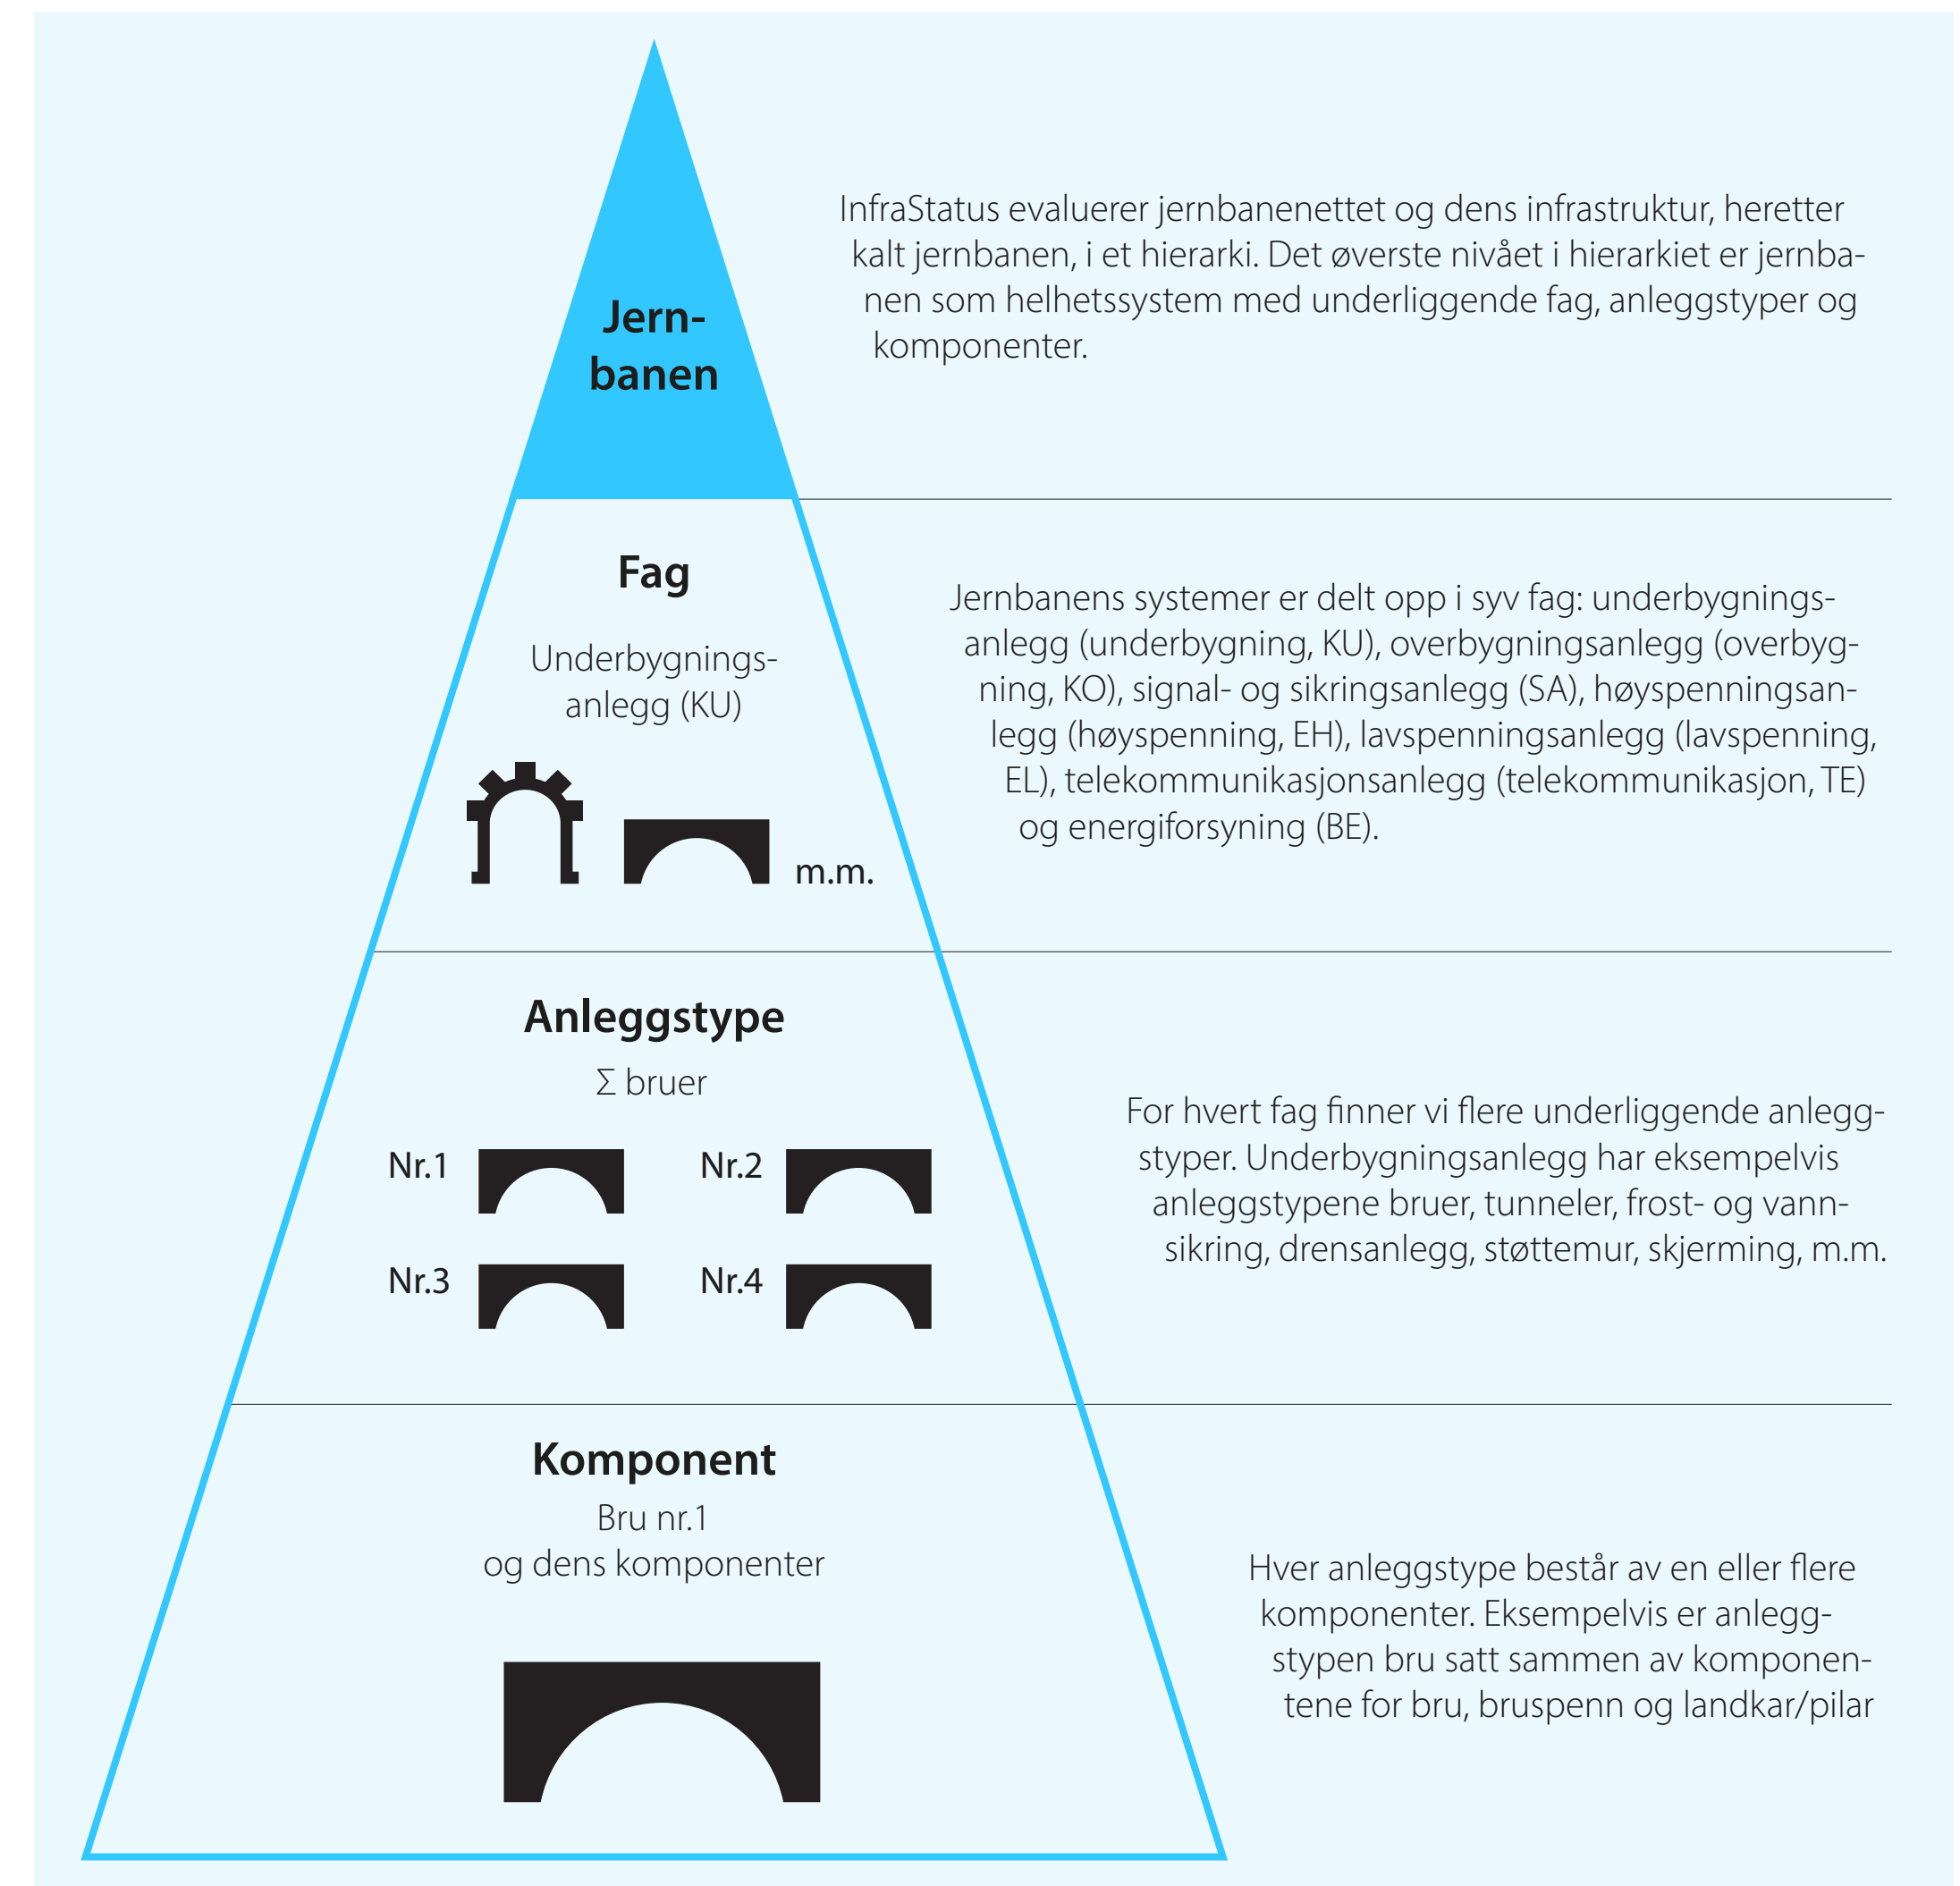 Jern-
banen
InfraStatus evaluerer jernbanenettet og dens infrastruktur, heretter
kalt jernbanen, i et hierarki. Det øverste nivået i hierarkiet er jernba-
nen som helhetssystem med underliggende fag, anleggstyper og
komponenter.
Fag
Underbygnings-
anlegg (KU)
m.m.
Jernbanens systemer er delt opp i syv fag: underbygnings-
anlegg (underbygning, KU), overbygningsanlegg (overbyg-
ning, KO), signal- og sikringsanlegg (SA), høyspenningsan-
legg (høyspenning, EH), lavspenningsanlegg (lavspenning,
EL), telekommunikasjonsanlegg (telekommunikasjon, TE)
og energiforsyning (BE).
Anleggstype
Σ bruer
Nr.1
Nr.2
Nr.3
Nr.4
For hvert fag finner vi flere underliggende anlegg-
styper. Underbygningsanlegg har eksempelvis
anleggstypene bruer, tunneler, frost- og vann-
sikring, drensanlegg, støttemur, skjerming, m.m.
Komponent
Bru nr.1
og dens komponenter
Hver anleggstype består av en eller flere
komponenter. Eksempelvis er anlegg-
stypen bru satt sammen av komponen-
tene for bru, bruspenn og landkar/pilar